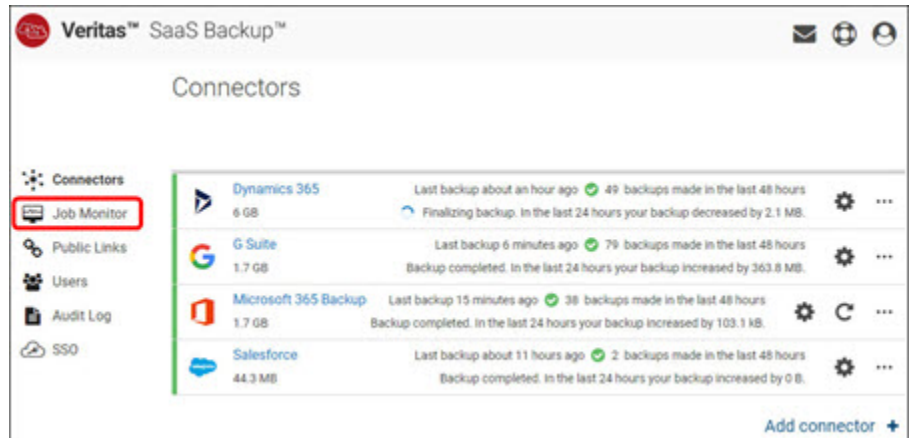 Veritas™ SaaS Backup™
Connectors
Connectors
Job Monitor
Public Links
Users
Audit Log
SSO
Dynamics 365
Last backup about an hour ago 49 backups made in the last 48 hours
6 GB
Finalizing backup. In the last 24 hours your backup decreased by 2.1 MB.
G Suite
Last backup 6 minutes ago 79 backups made in the last 48 hours
1.7 GB
Backup completed. In the last 24 hours your backup increased by 363.8 MB.
Microsoft 365 Backup
Last backup 15 minutes ago 38 backups made in the last 48 hours
1.7 GB
Backup completed. In the last 24 hours your backup increased by 103.1 kB.
Salesforce
Last backup about 11 hours ago 2 backups made in the last 48 hours
44.3 MB
Backup completed. In the last 24 hours your backup increased by 0 B.
Add connector +